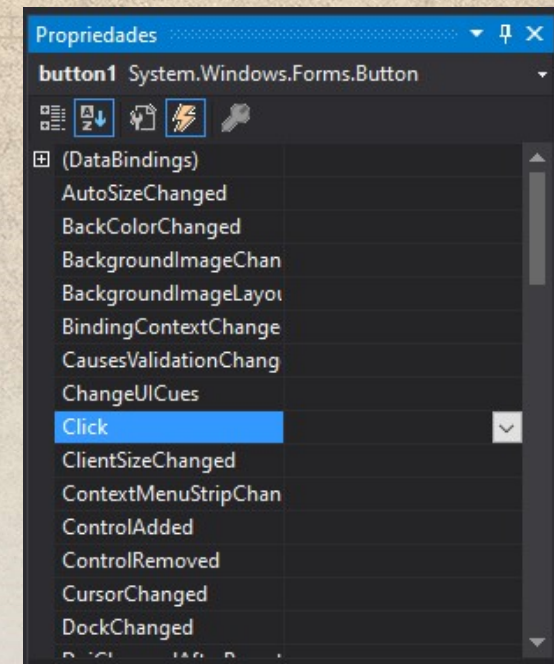 Propriedades
button1 System.Windows.Forms.Button
(DataBindings)
AutoSizeChanged
BackColorChanged
BackgroundImageChan
BackgroundImageLayou
BindingContextChange
CausesValidationChang
ChangeUICues
Click
ClientSizeChanged
ContextMenuStripChan
ControlAdded
ControlRemoved
CursorChanged
DockChanged